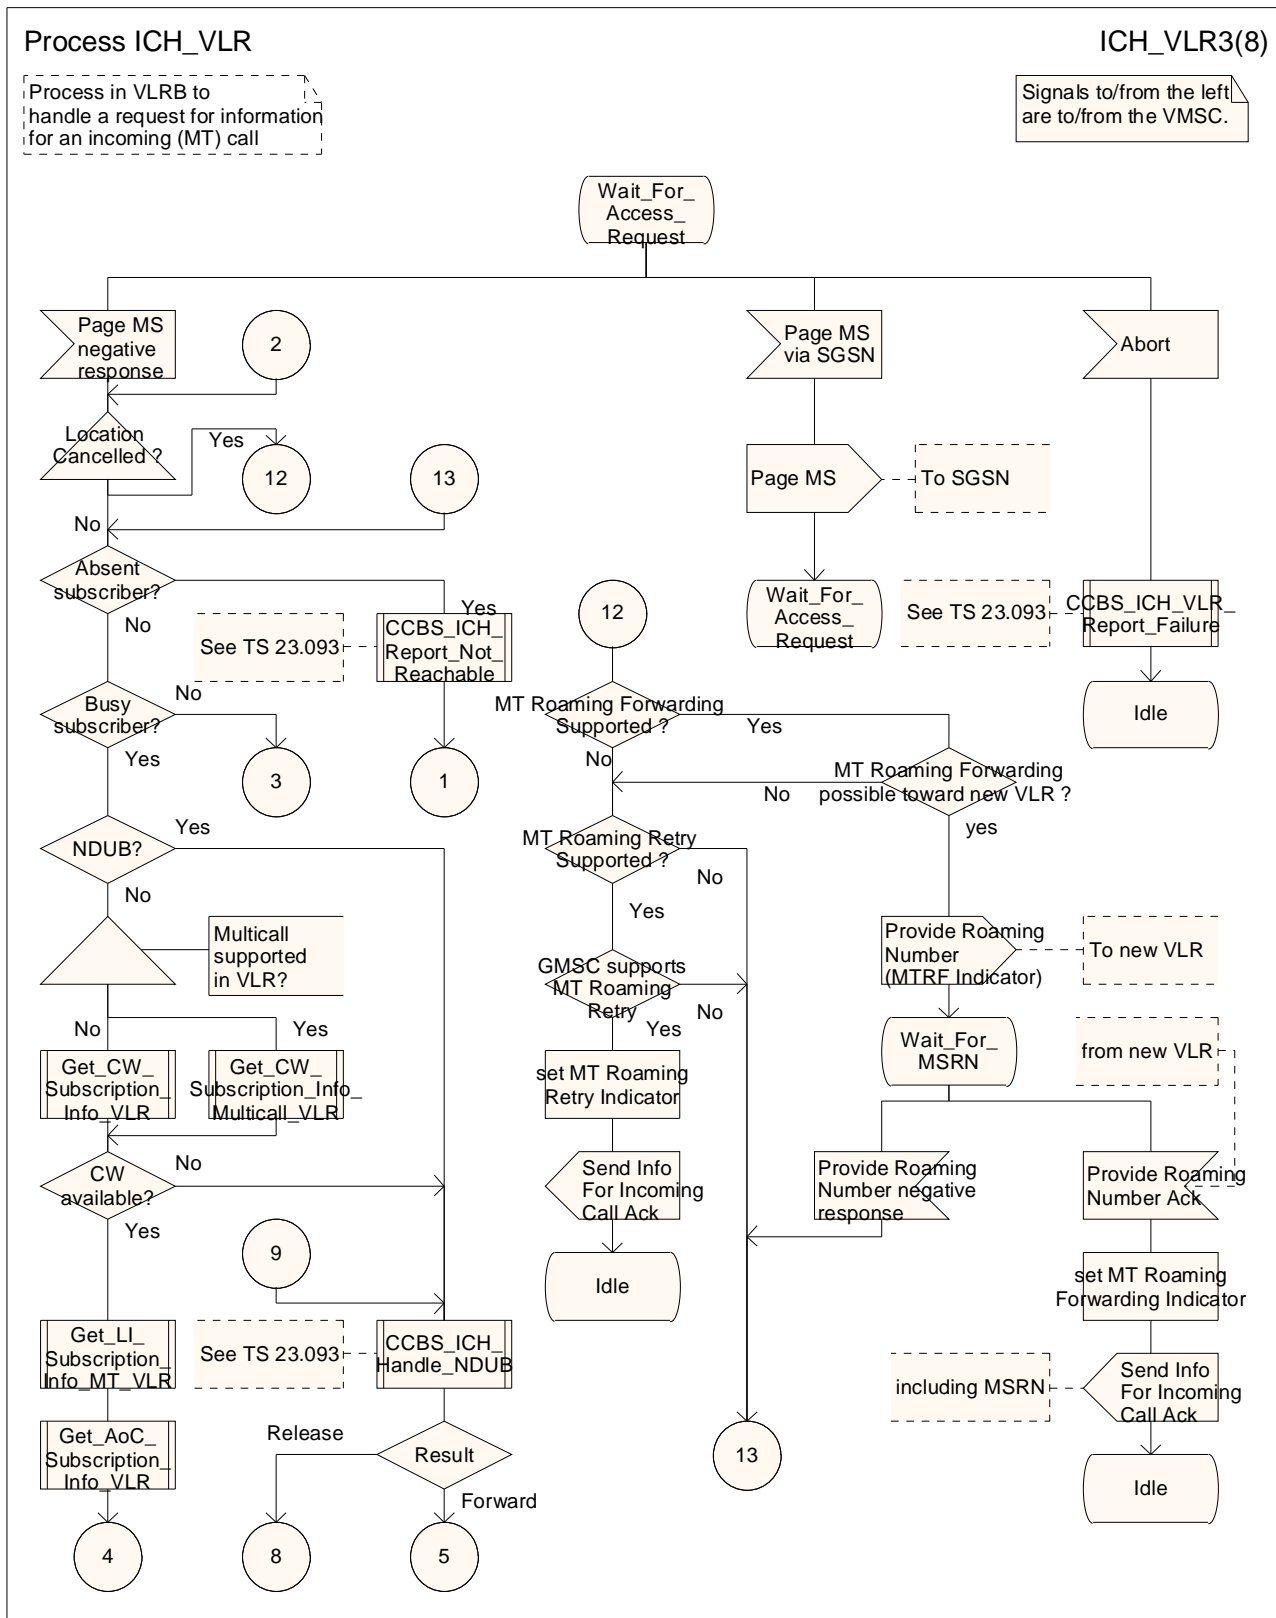 Process ICH_VLR
ICH_VLR3(8)
Process in VLRB to
handle a request for information
for an incoming (MT) call
Signals to/from the left
are to/from the VMSC.
Wait_For_
Access_
Request
Page MS
negative
response
2
Page MS
via SGSN
Abort
Location
Cancelled ?
Yes
12
13
Page MS
To SGSN
No
Absent
subscriber?
Yes
No
See TS 23.093
CCBS_ICH_
Report_Not_
Reachable
12
Wait_For_
Access_
Request
See TS 23.093
CCBS_ICH_VLR_
Report_Failure
Busy
subscriber?
No
Yes
3
1
MT Roaming Forwarding
Supported ?
Yes
No
Idle
MT Roaming Forwarding
possible toward new VLR ?
No
yes
NDUB?
Yes
No
MT Roaming Retry
Supported ?
No
Yes
Multicall
supported
in VLR?
Provide Roaming
Number
(MTRF Indicator)
To new VLR
GMSC supports
MT Roaming
Retry
No
Yes
No
Yes
Get_CW_
Subscription_
Info_VLR
Get_CW_
Subscription_Info_
Multicall_VLR
set MT Roaming
Retry Indicator
Wait_For_
MSRN
from new VLR
CW
available?
No
Yes
Send Info
For Incoming
Call Ack
Provide Roaming
Number negative
response
Provide Roaming
Number Ack
9
Idle
set MT Roaming
Forwarding Indicator
Get_LI_
Subscription_
Info_MT_VLR
See TS 23.093
CCBS_ICH_
Handle_NDUB
including MSRN
Send Info
For Incoming
Call Ack
Get_AoC_
Subscription_
Info_VLR
Release
Result
Forward
13
Idle
4
8
5